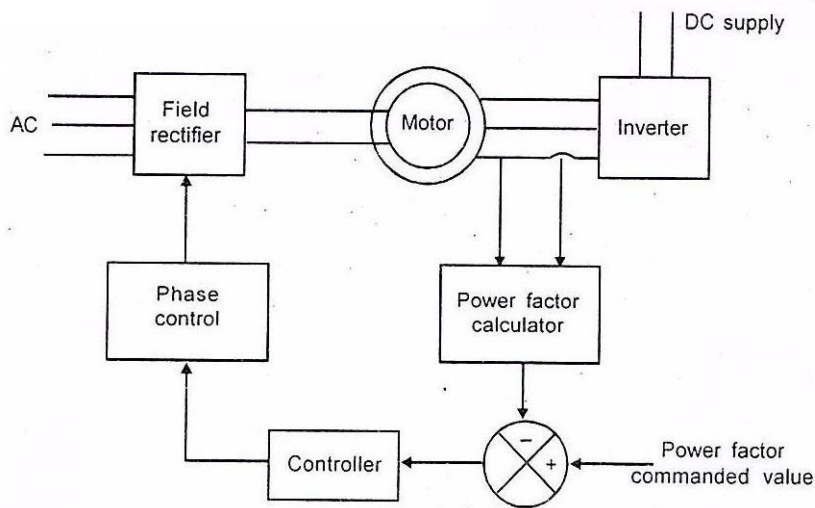 DC supply
AC
Field
rectifier
Motor
Inverter
Phase
control
Power factor
calculator
−
+
Controller
Power factor
commanded value